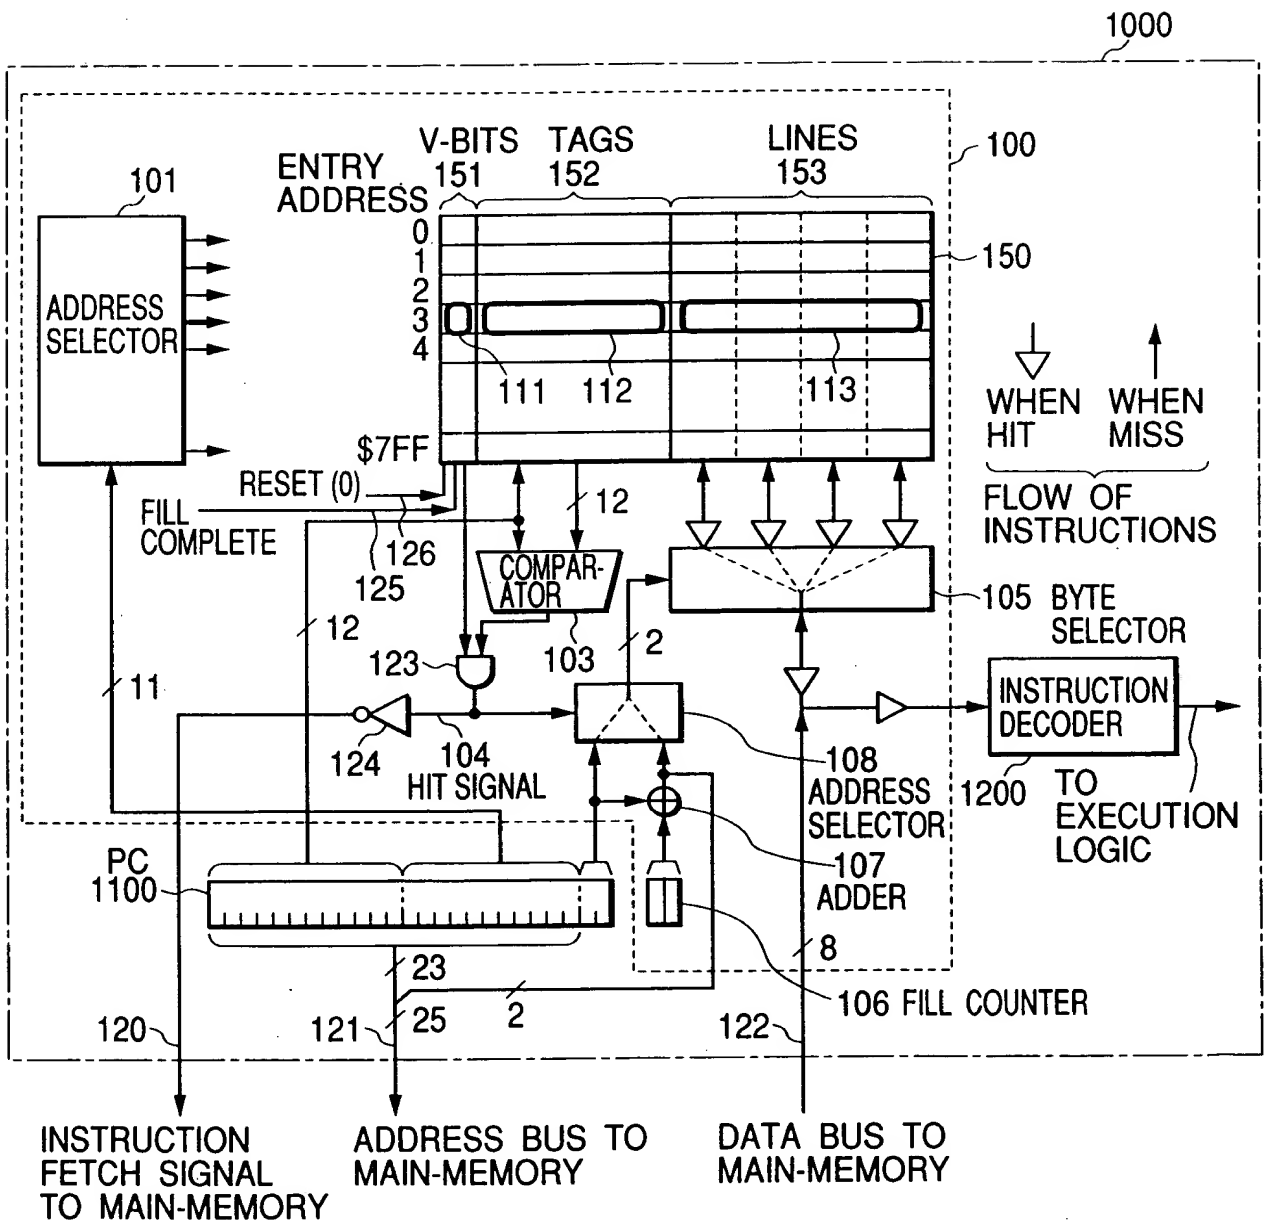 1000
V-BITS TAGS LINES
151 152 153
ENTRY
ADDRESS
100
101
0
1
2
3
4
$7FF
150
ADDRESS
SELECTOR
111 112 113
WHEN
HIT
WHEN
MISS
FLOW OF
INSTRUCTIONS
RESET (0)
126
FILL
COMPLETE
125
12
COMPAR-
ATOR
103
12
11
123
2
105 BYTE
SELECTOR
INSTRUCTION
DECODER
1200
124
104
HIT SIGNAL
108
ADDRESS
SELECTOR
TO
EXECUTION
LOGIC
107
ADDER
PC
1100
23
25
2
8
106 FILL COUNTER
120
121
122
INSTRUCTION
FETCH SIGNAL
TO MAIN-MEMORY
ADDRESS BUS TO
MAIN-MEMORY
DATA BUS TO
MAIN-MEMORY